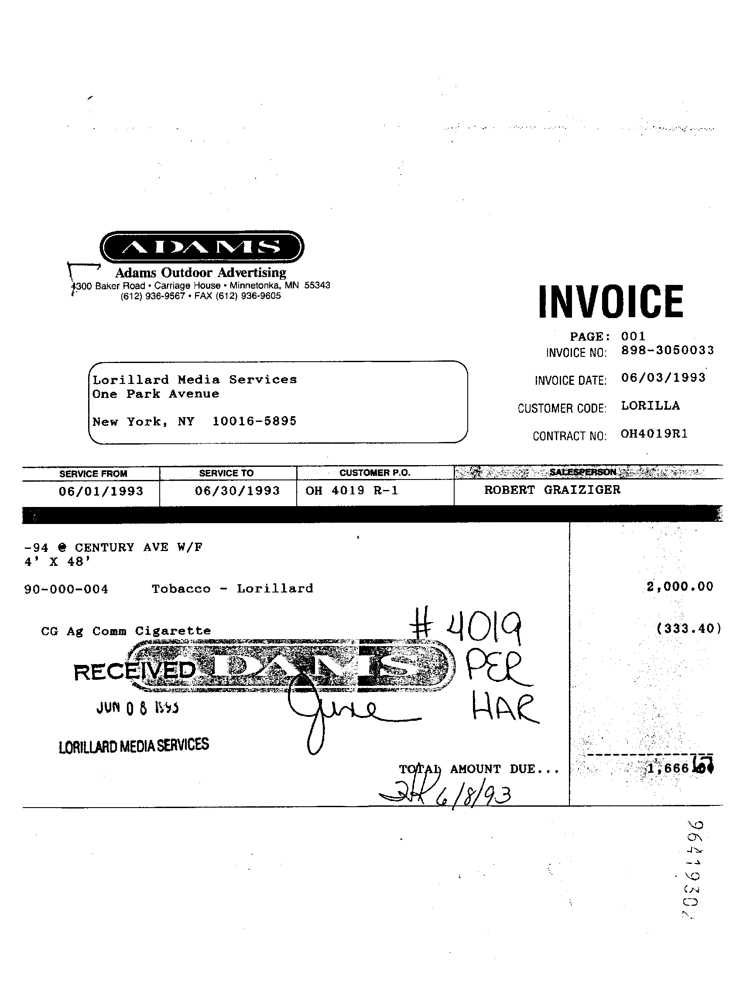 ADAMS
Adams Outdoor Advertising
4300 Baker Road • Carriage House • Minnetonka, MN 55343
(612) 936-9567 • FAX (612) 936-9605
INVOICE
PAGE: 001
INVOICE NO: 898-3050033
Lorillard Media Services
One Park Avenue
New York, NY 10016-5895
INVOICE DATE: 06/03/1993
CUSTOMER CODE: LORILLA
CONTRACT NO: OH4019R1
SERVICE FROM SERVICE TO CUSTOMER P.O. SALESPERSON
06/01/1993 06/30/1993 OH 4019 R-1 ROBERT GRAIZIGER
-94 @ CENTURY AVE W/F
4' X 48'
90-000-004 Tobacco - Lorillard 2,000.00
CG Ag Comm Cigarette (333.40)
# 4019
PER
HAR
RECEIVED
ADAMS
JUN 08 1993
June
LORILLARD MEDIA SERVICES
TOTAL AMOUNT DUE... 1,666
6/8/93
96419302